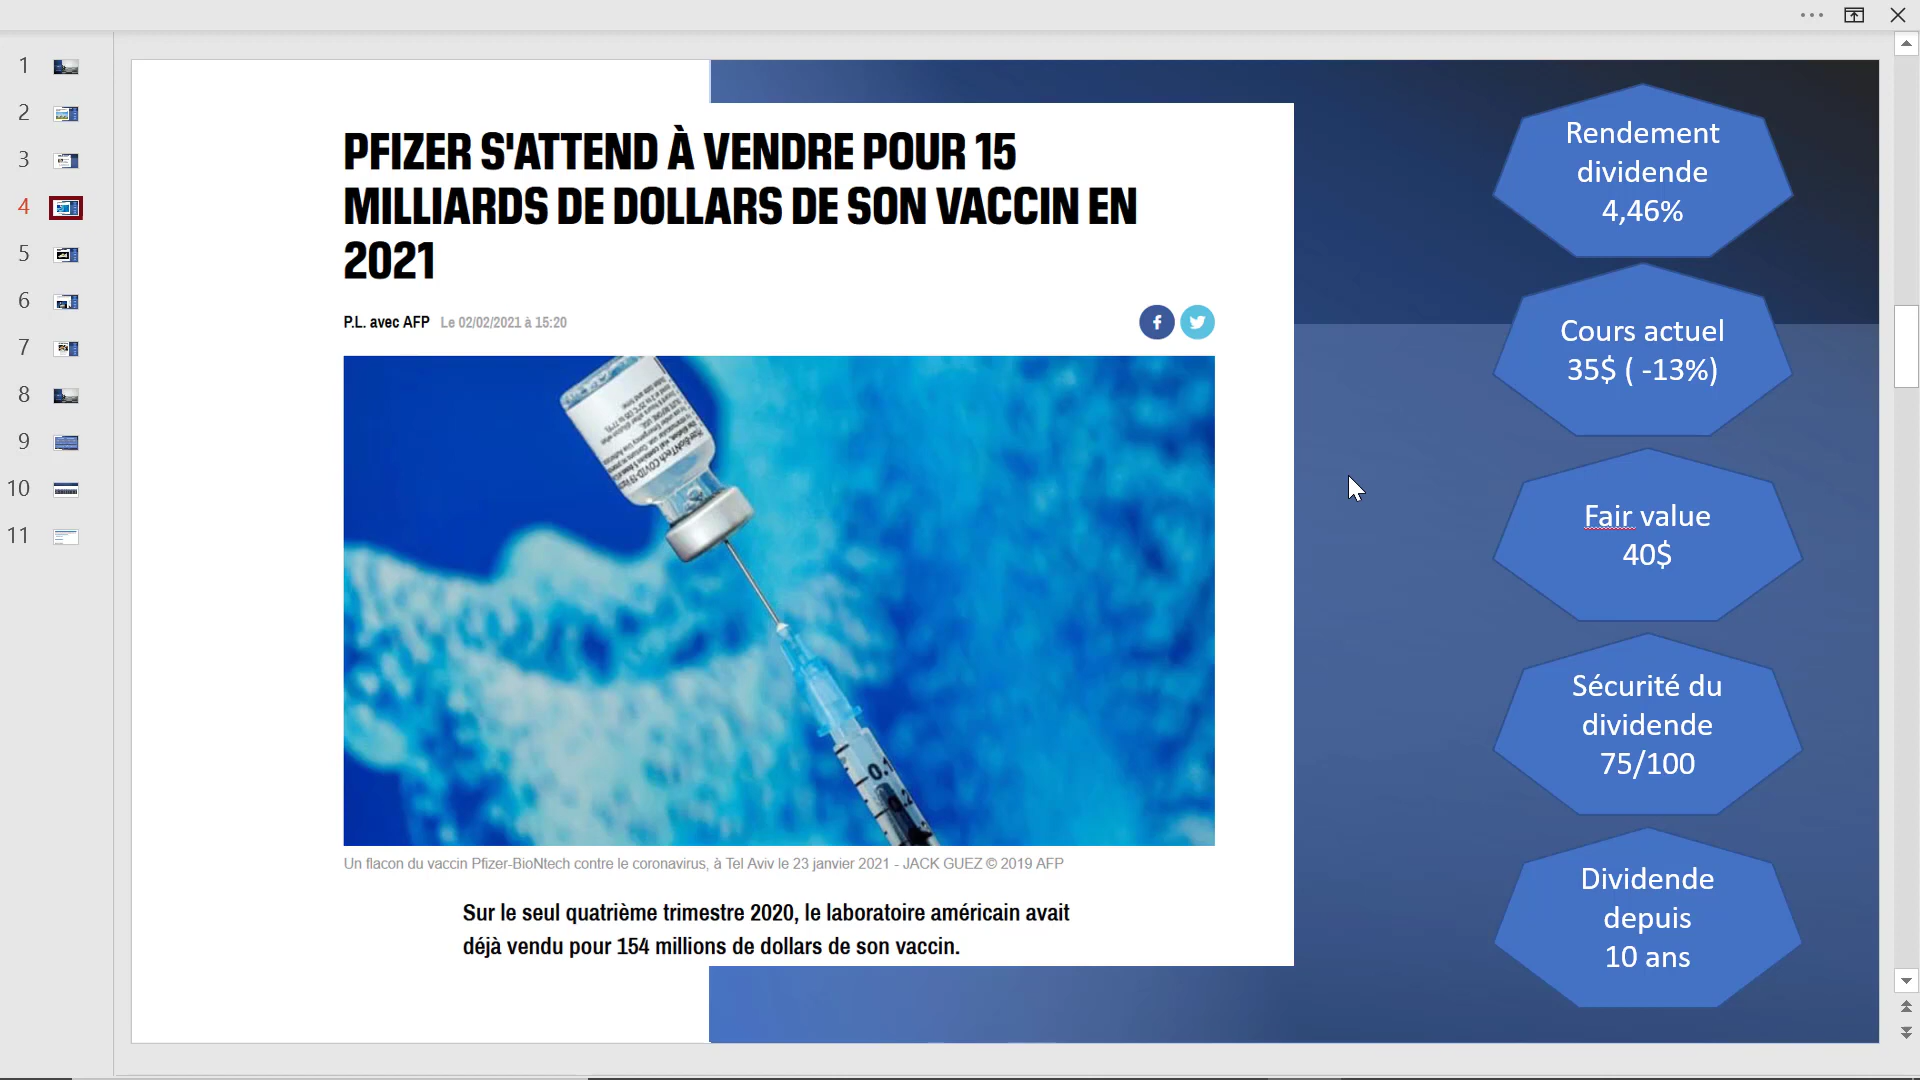 1
2
3
4
5
6
7
8
9
10
11
PFIZER S'ATTEND À VENDRE POUR 15
MILLIARDS DE DOLLARS DE SON VACCIN EN
2021
P.L. avec AFP Le 02/02/2021 à 15:20
Un flacon du vaccin Pfizer-BioNtech contre le coronavirus, à Tel Aviv le 23 janvier 2021 - JACK GUEZ © 2019 AFP
Sur le seul quatrième trimestre 2020, le laboratoire américain avait
déjà vendu pour 154 millions de dollars de son vaccin.
Rendement
dividende
4,46%
Cours actuel
35$ ( -13%)
Fair value
40$
Sécurité du
dividende
75/100
Dividende
depuis
10 ans